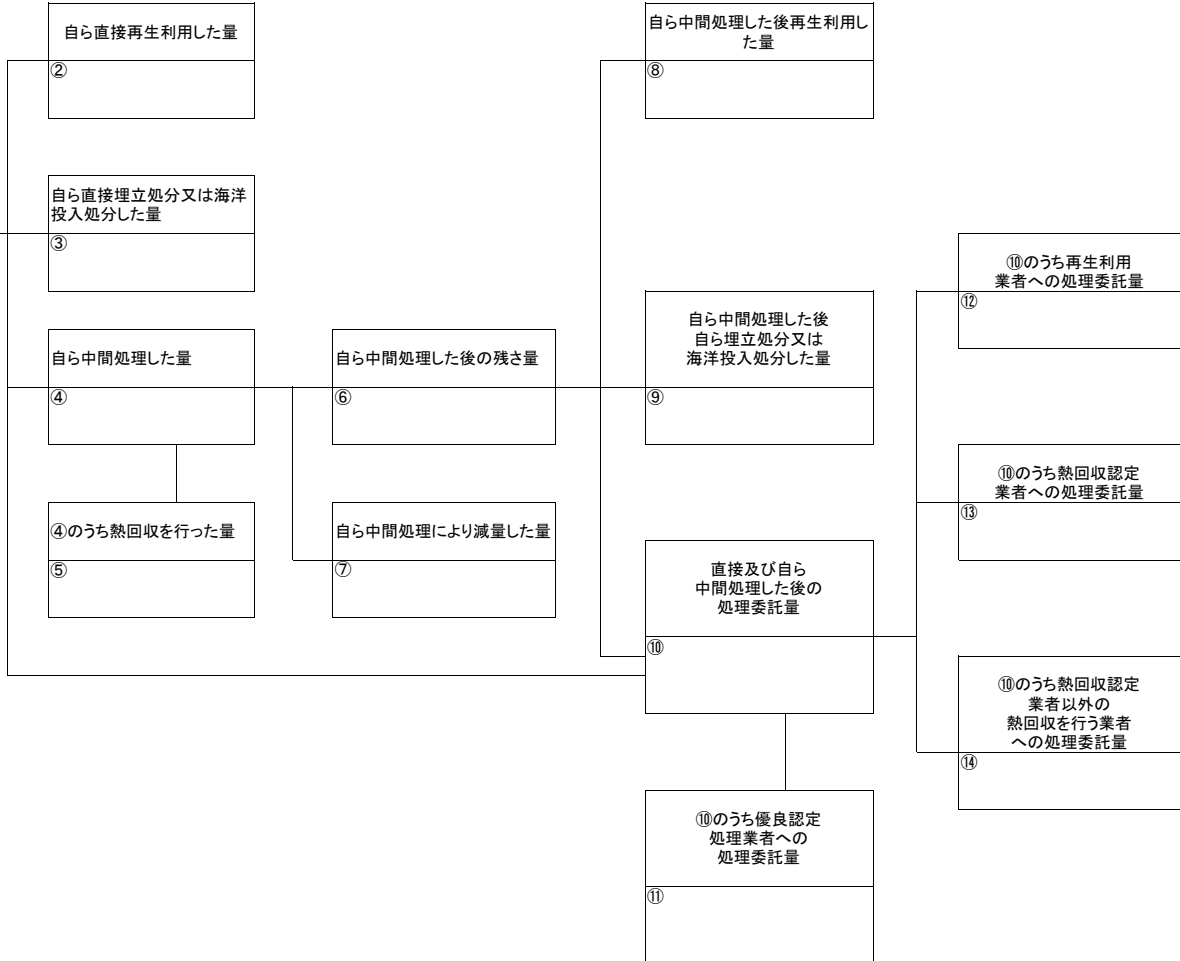 自ら直接再生利用した量
②
自ら中間処理した後再生利用し
た量
⑧
自ら直接埋立処分又は海洋
投入処分した量
③
⑩のうち再生利用
業者への処理委託量
⑫
自ら中間処理した量
④
自ら中間処理した後の残さ量
⑥
自ら中間処理した後
自ら埋立処分又は
海洋投入処分した量
⑨
⑩のうち熱回収認定
業者への処理委託量
⑬
④のうち熱回収を行った量
⑤
自ら中間処理により減量した量
⑦
直接及び自ら
中間処理した後の
処理委託量
⑩
⑩のうち熱回収認定
業者以外の
熱回収を行う業者
への処理委託量
⑭
⑩のうち優良認定
処理業者への
処理委託量
⑪